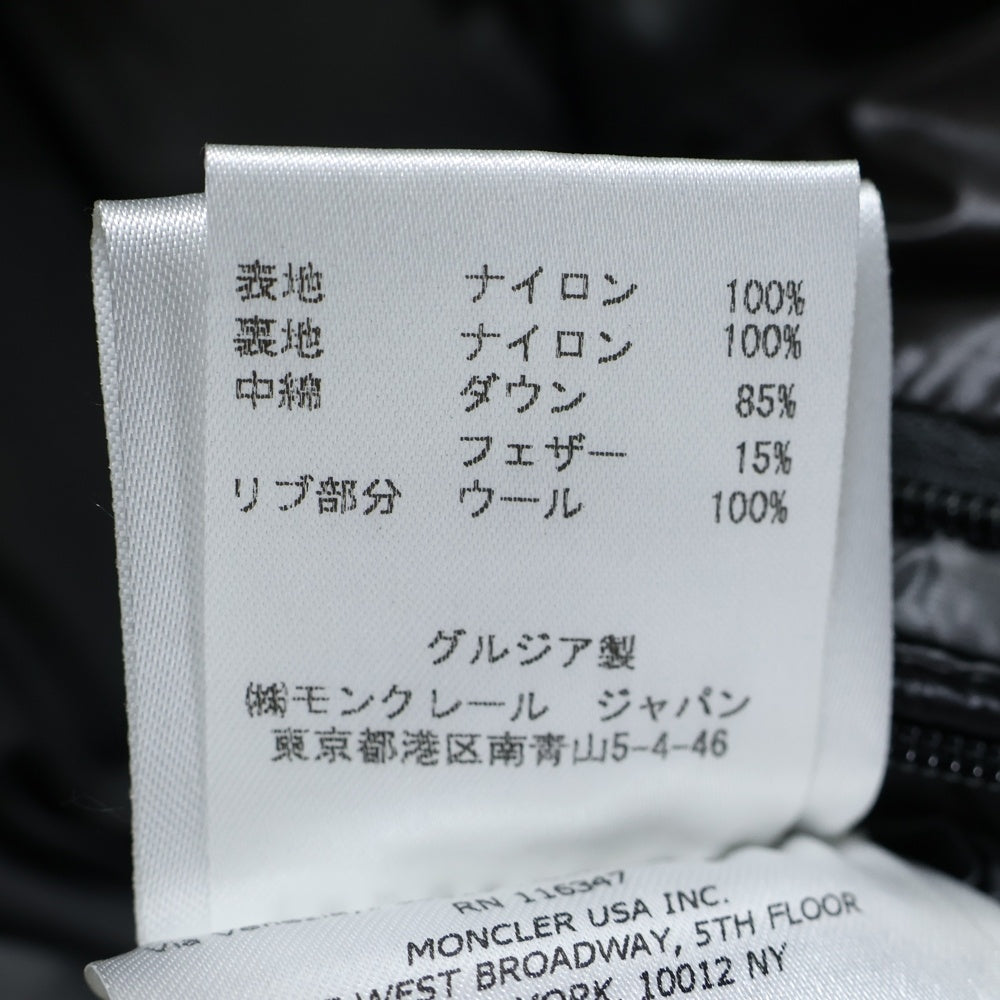 表地 ナイロン 100%
裏地 ナイロン 100%
中綿 ダウン 85%
フェザー 15%
リブ部分 ウール 100%
グルジア製
㈱モンクレール ジャパン
東京都港区南青山5-4-46
Via
RN 116347
MONCLER USA INC.
WEST BROADWAY, 5TH FLOOR
YORK, 10012 NY